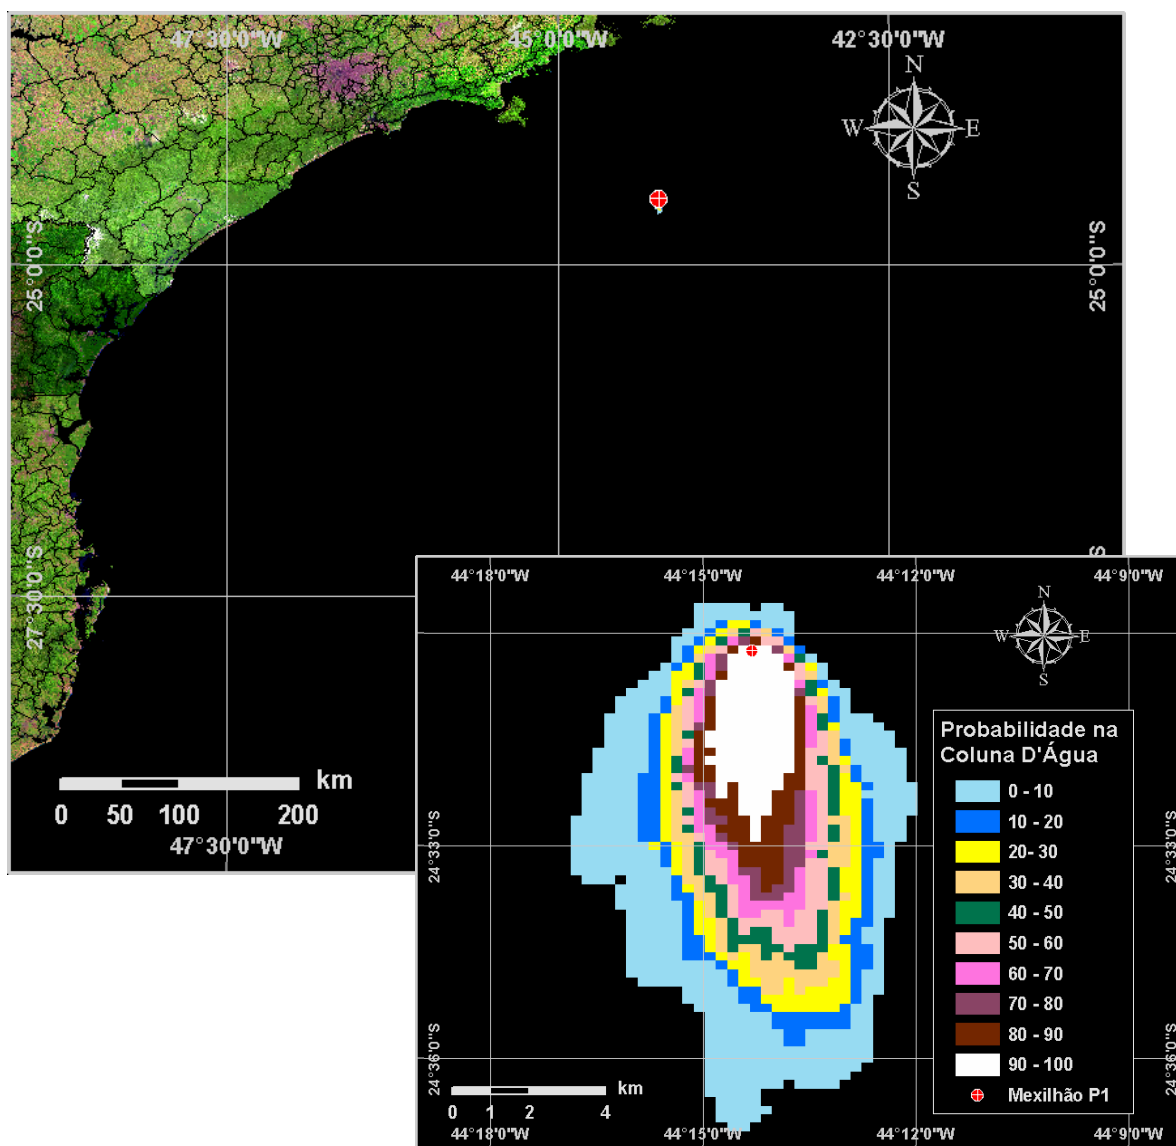 47°30'0"W
45°0'0"W
42°30'0"W
N
W
E
S
25°0'0"S
25°0'0"S
27°30'0"S
S
km
0
50
100
200
47°30'0"W
44°18'0"W
44°15'0"W
44°12'0"W
44°9'0"W
N
W
E
S
Probabilidade na
Coluna D'Água
0 - 10
10 - 20
20- 30
30 - 40
40 - 50
50 - 60
60 - 70
70 - 80
80 - 90
90 - 100
Mexilhão P1
24°33'0"S
24°33'0"S
24°36'0"S
24°36'0"S
km
0
1
2
4
44°18'0"W
44°15'0"W
44°12'0"W
44°9'0"W